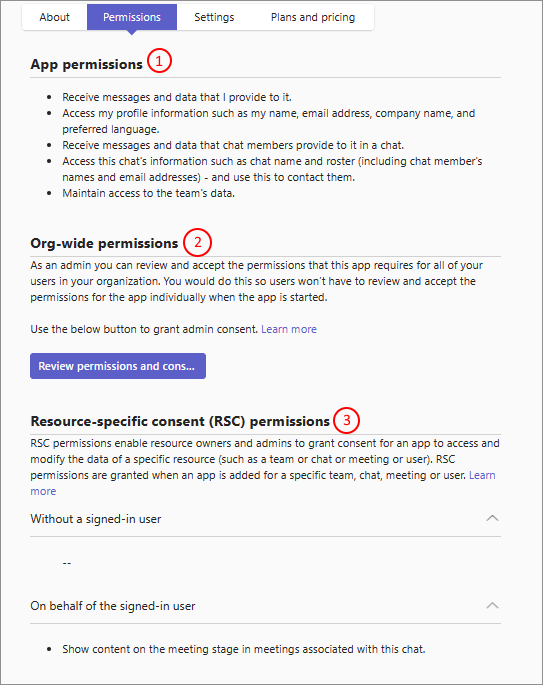 About Permissions Settings Plans and pricing
App permissions 1
• Receive messages and data that I provide to it.
• Access my profile information such as my name, email address, company name, and
preferred language.
• Receive messages and data that chat members provide to it in a chat.
• Access this chat's information such as chat name and roster (including chat member's
names and email addresses) - and use this to contact them.
• Maintain access to the team's data.
Org-wide permissions 2
As an admin you can review and accept the permissions that this app requires for all of your
users in your organization. You would do this so users won't have to review and accept the
permissions for the app individually when the app is started.
Use the below button to grant admin consent. Learn more
Review permissions and cons...
Resource-specific consent (RSC) permissions 3
RSC permissions enable resource owners and admins to grant consent for an app to access and
modify the data of a specific resource (such as a team or chat or meeting or user). RSC
permissions are granted when an app is added for a specific team, chat, meeting or user. Learn
more
Without a signed-in user
--
On behalf of the signed-in user
• Show content on the meeting stage in meetings associated with this chat.